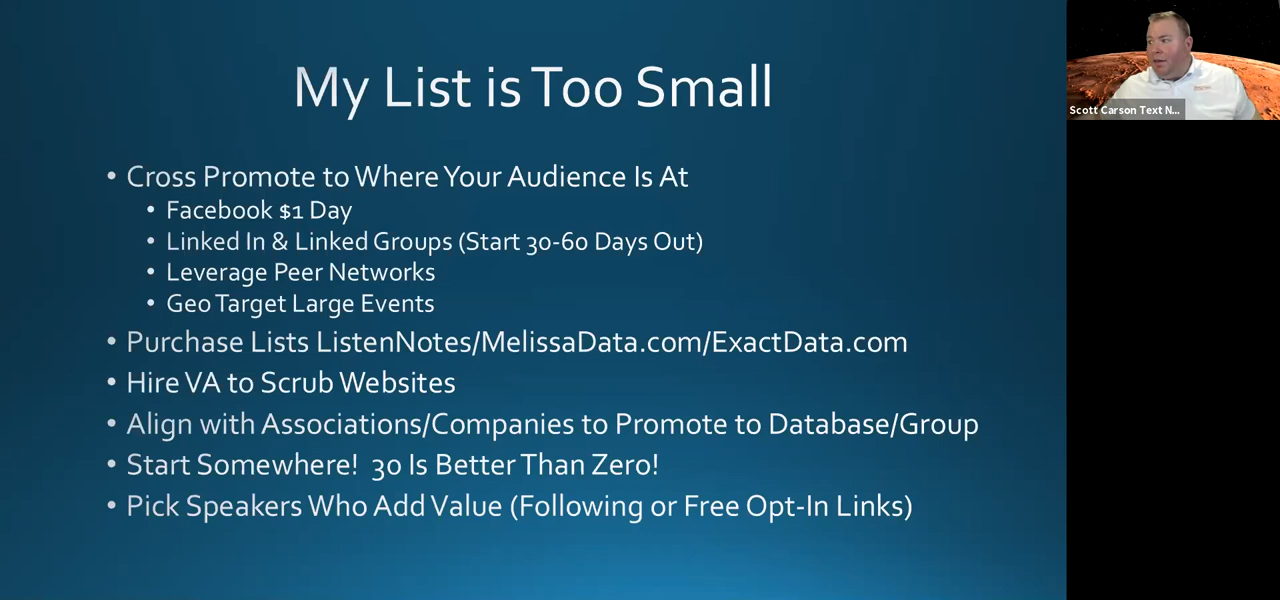 My List is Too Small
• Cross Promote to Where Your Audience Is At
• Facebook $1 Day
• Linked In & Linked Groups (Start 30-60 Days Out)
• Leverage Peer Networks
• Geo Target Large Events
• Purchase Lists ListenNotes/MelissaData.com/ExactData.com
• Hire VA to Scrub Websites
• Align with Associations/Companies to Promote to Database/Group
• Start Somewhere!  30 Is Better Than Zero!
• Pick Speakers Who Add Value (Following or Free Opt-In Links)
Scott Carson Text N...